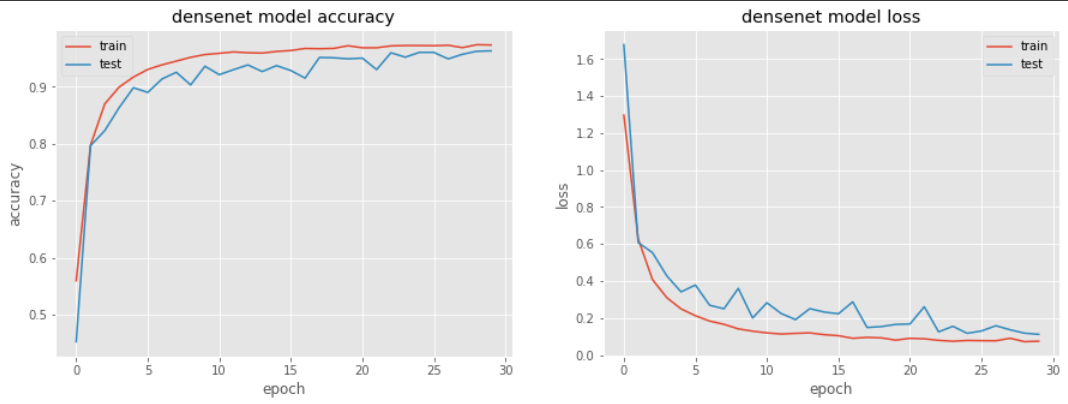 densenet model accuracy
train
test
0.9
0.8
0.7
0.6
0.5
accuracy
0 5 10 15 20 25 30
epoch
densenet model loss
train
test
1.6
1.4
1.2
1.0
0.8
0.6
0.4
0.2
0.0
loss
0 5 10 15 20 25 30
epoch